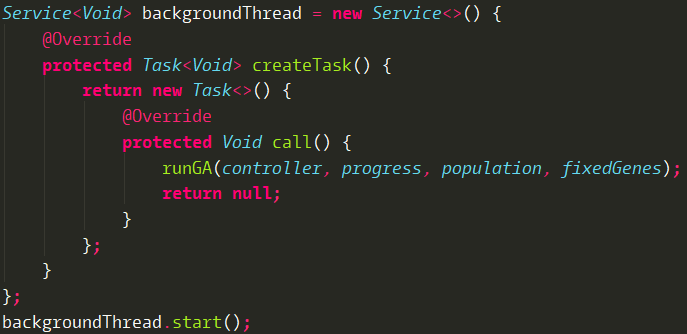 Service<Void> backgroundThread = new Service<>() {
    @Override
    protected Task<Void> createTask() {
        return new Task<>() {
            @Override
            protected Void call() {
                runGA(controller, progress, population, fixedGenes);
                return null;
            }
        };
    }
};
backgroundThread.start();